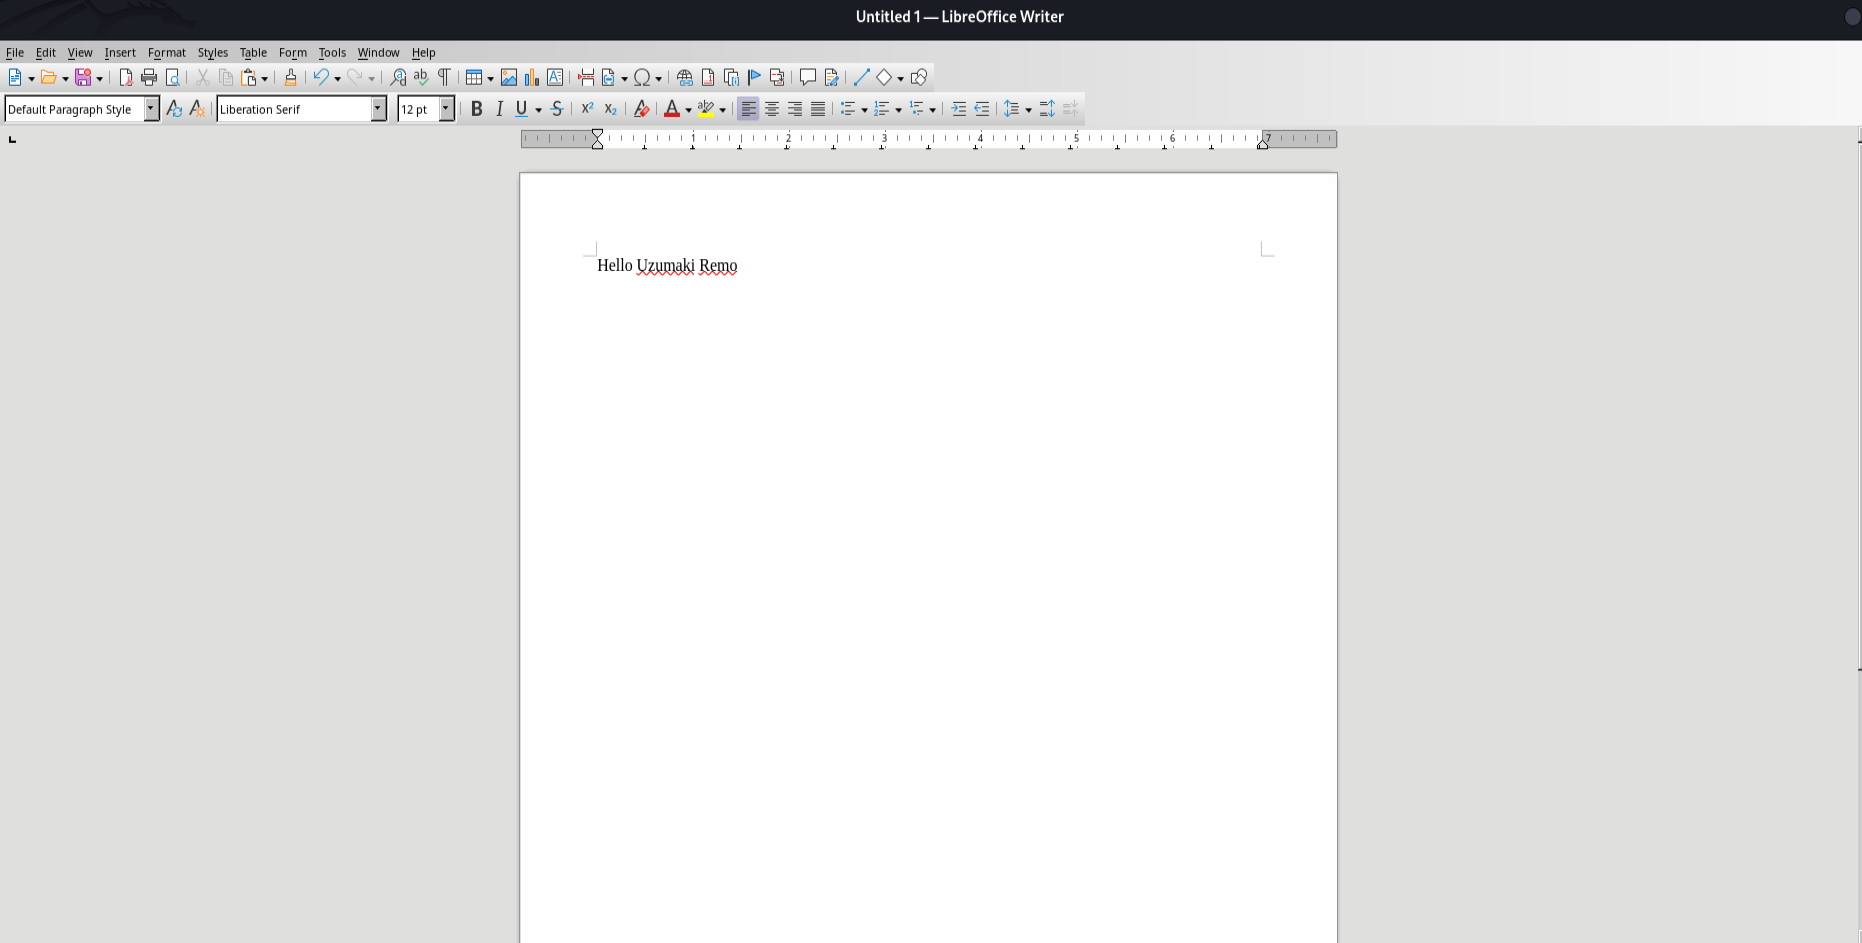 Untitled 1 — LibreOffice Writer
File Edit View Insert Format Styles Table Form Tools Window Help
Default Paragraph Style Liberation Serif 12 pt
1 2 3 4 5 6 7
Hello Uzumaki Remo